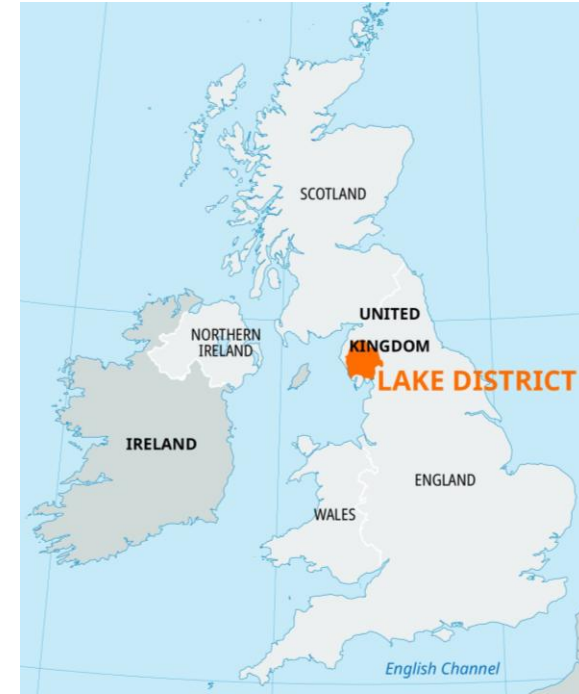 SCOTLAND
UNITED
KINGDOM
NORTHERN
IRELAND
LAKE DISTRICT
IRELAND
ENGLAND
WALES
English Channel